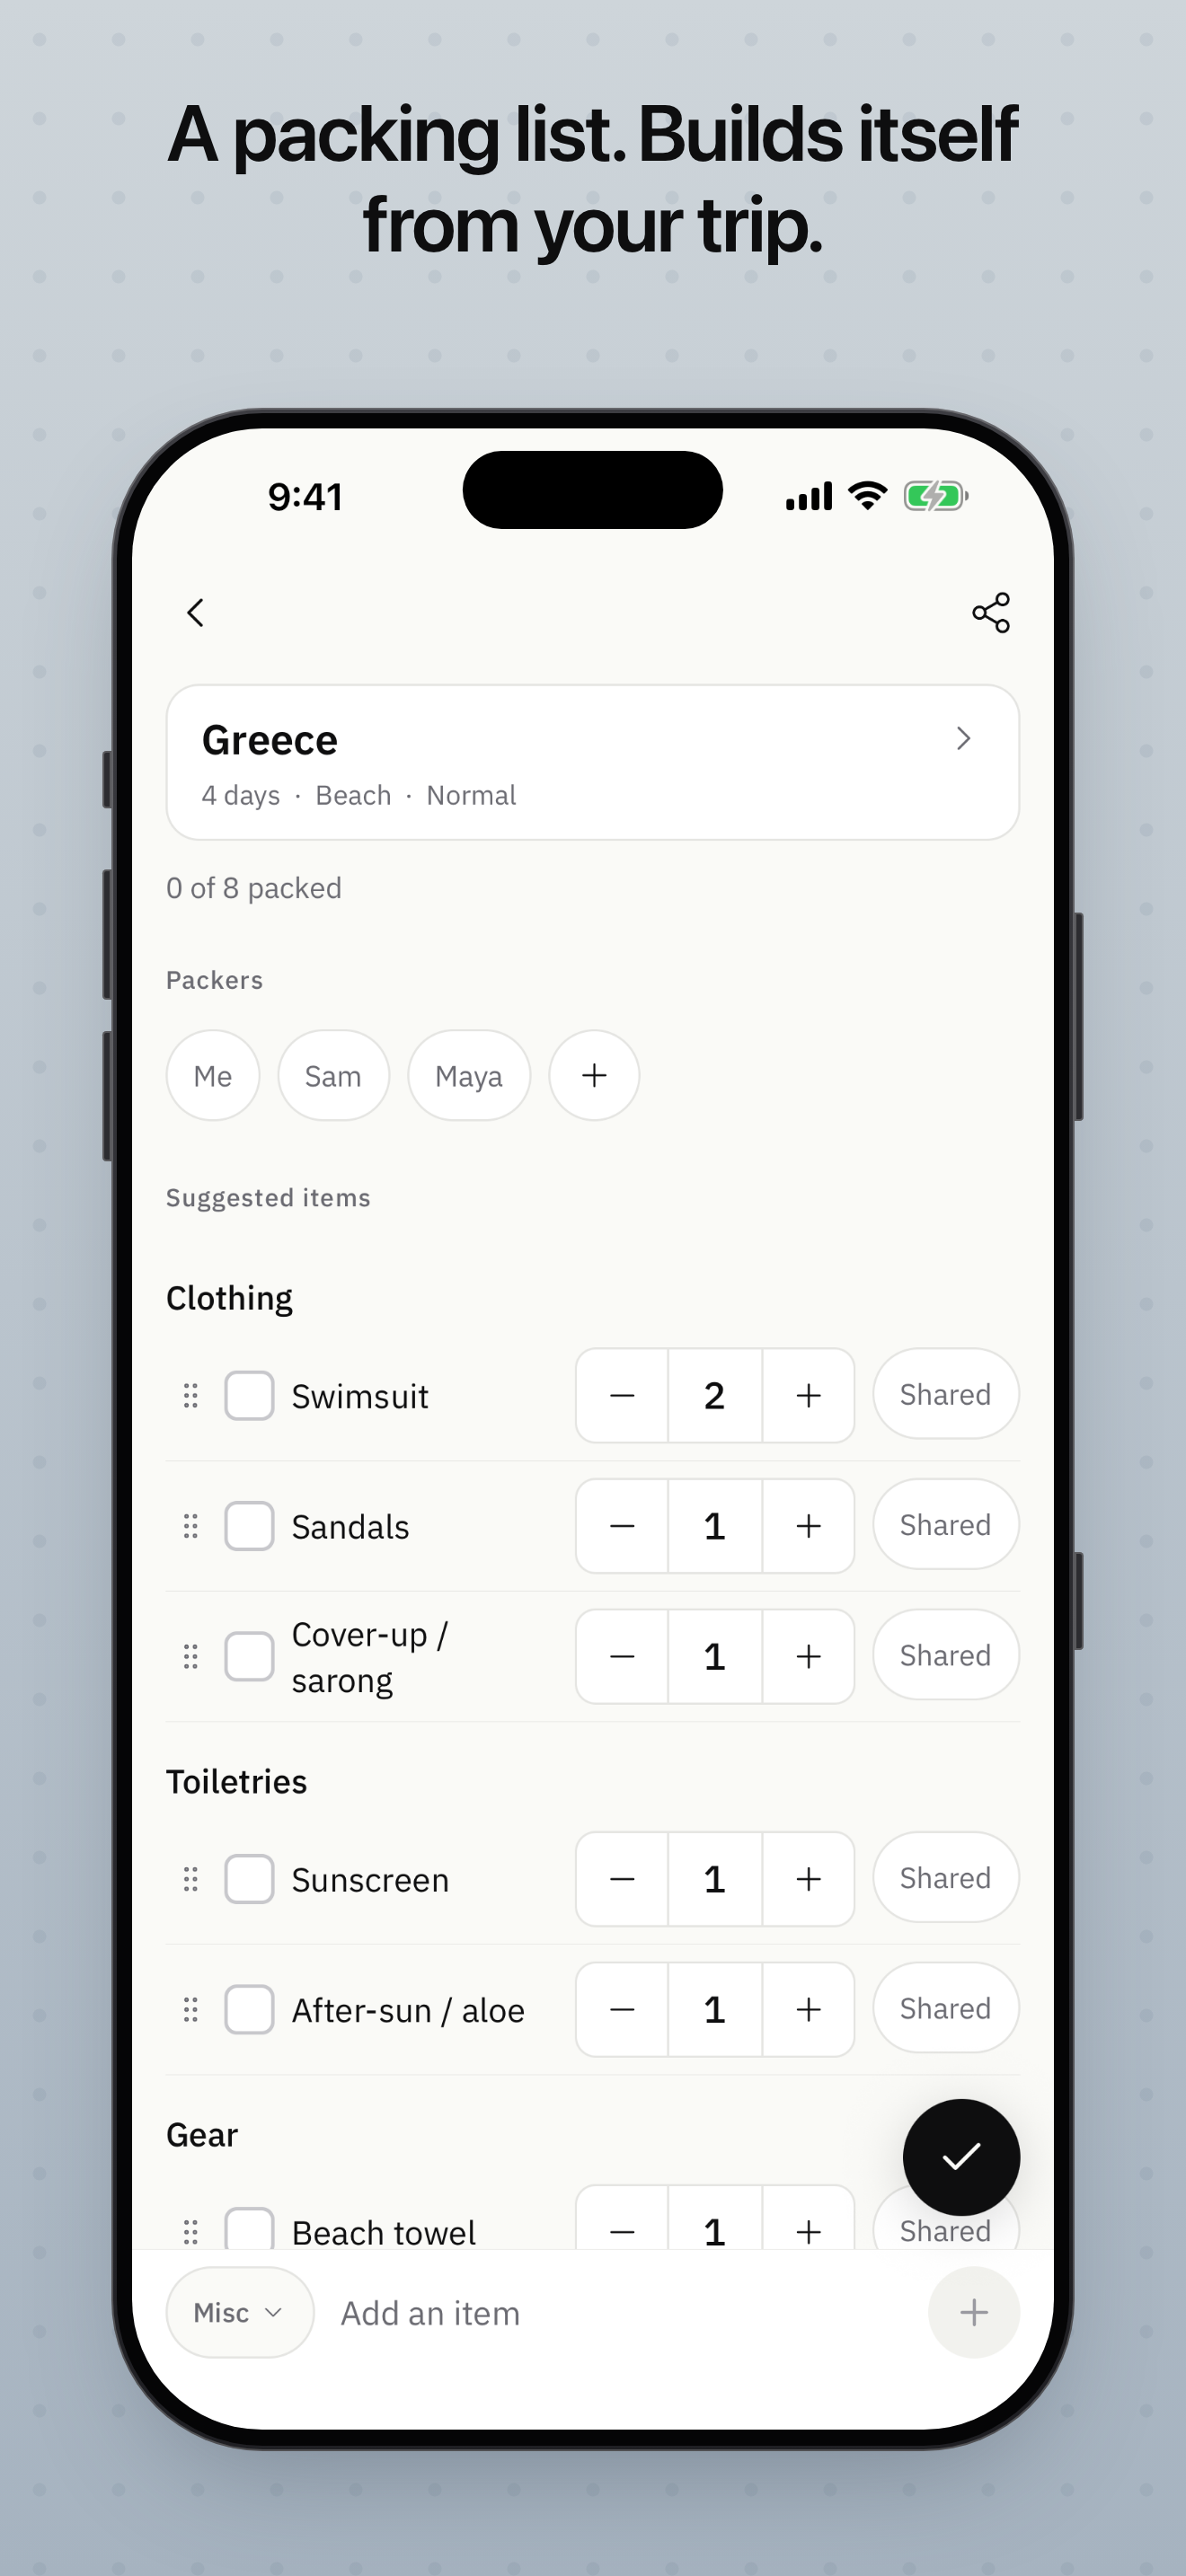 A packing list. Builds itself
from your trip.
9:41
Greece
4 days · Beach · Normal
0 of 8 packed
Packers
Me Sam Maya +
Suggested items
Clothing
Swimsuit − 2 + Shared
Sandals − 1 + Shared
Cover-up /
sarong − 1 + Shared
Toiletries
Sunscreen − 1 + Shared
After-sun / aloe − 1 + Shared
Gear
Beach towel − 1 + Shared
Misc Add an item +